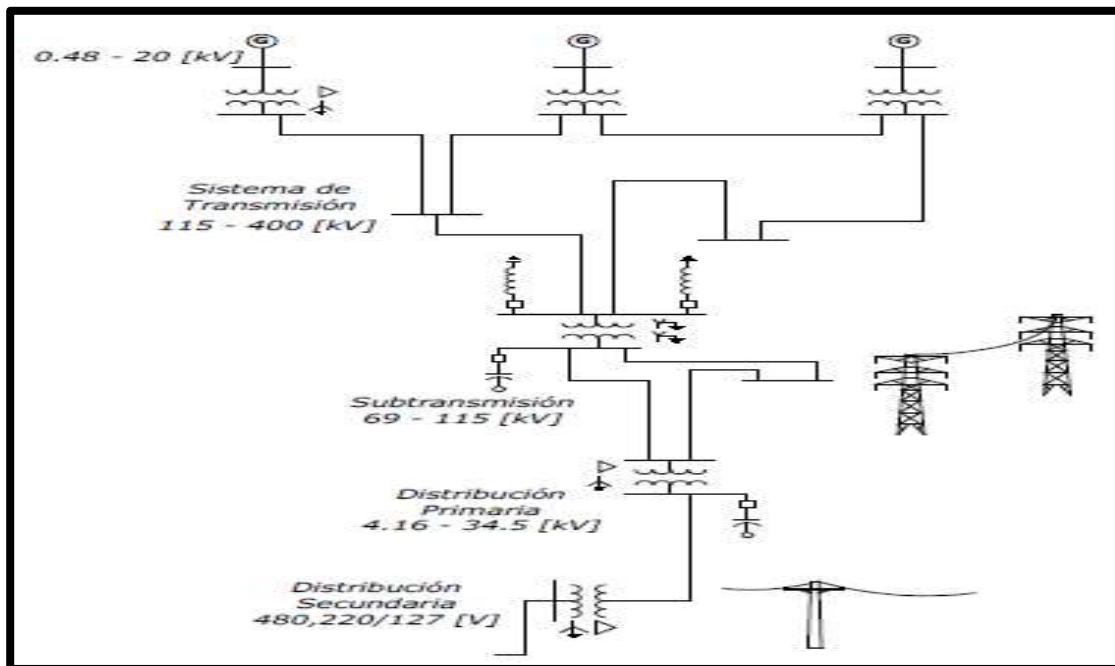 G
G
G
0.48 - 20 [kV]
Sistema de
Transmisión
115 - 400 [kV]
Subtransmisión
69 - 115 [kV]
Distribución
Primaria
4.16 - 34.5 [kV]
Distribución
Secundaria
480,220/127 [V]